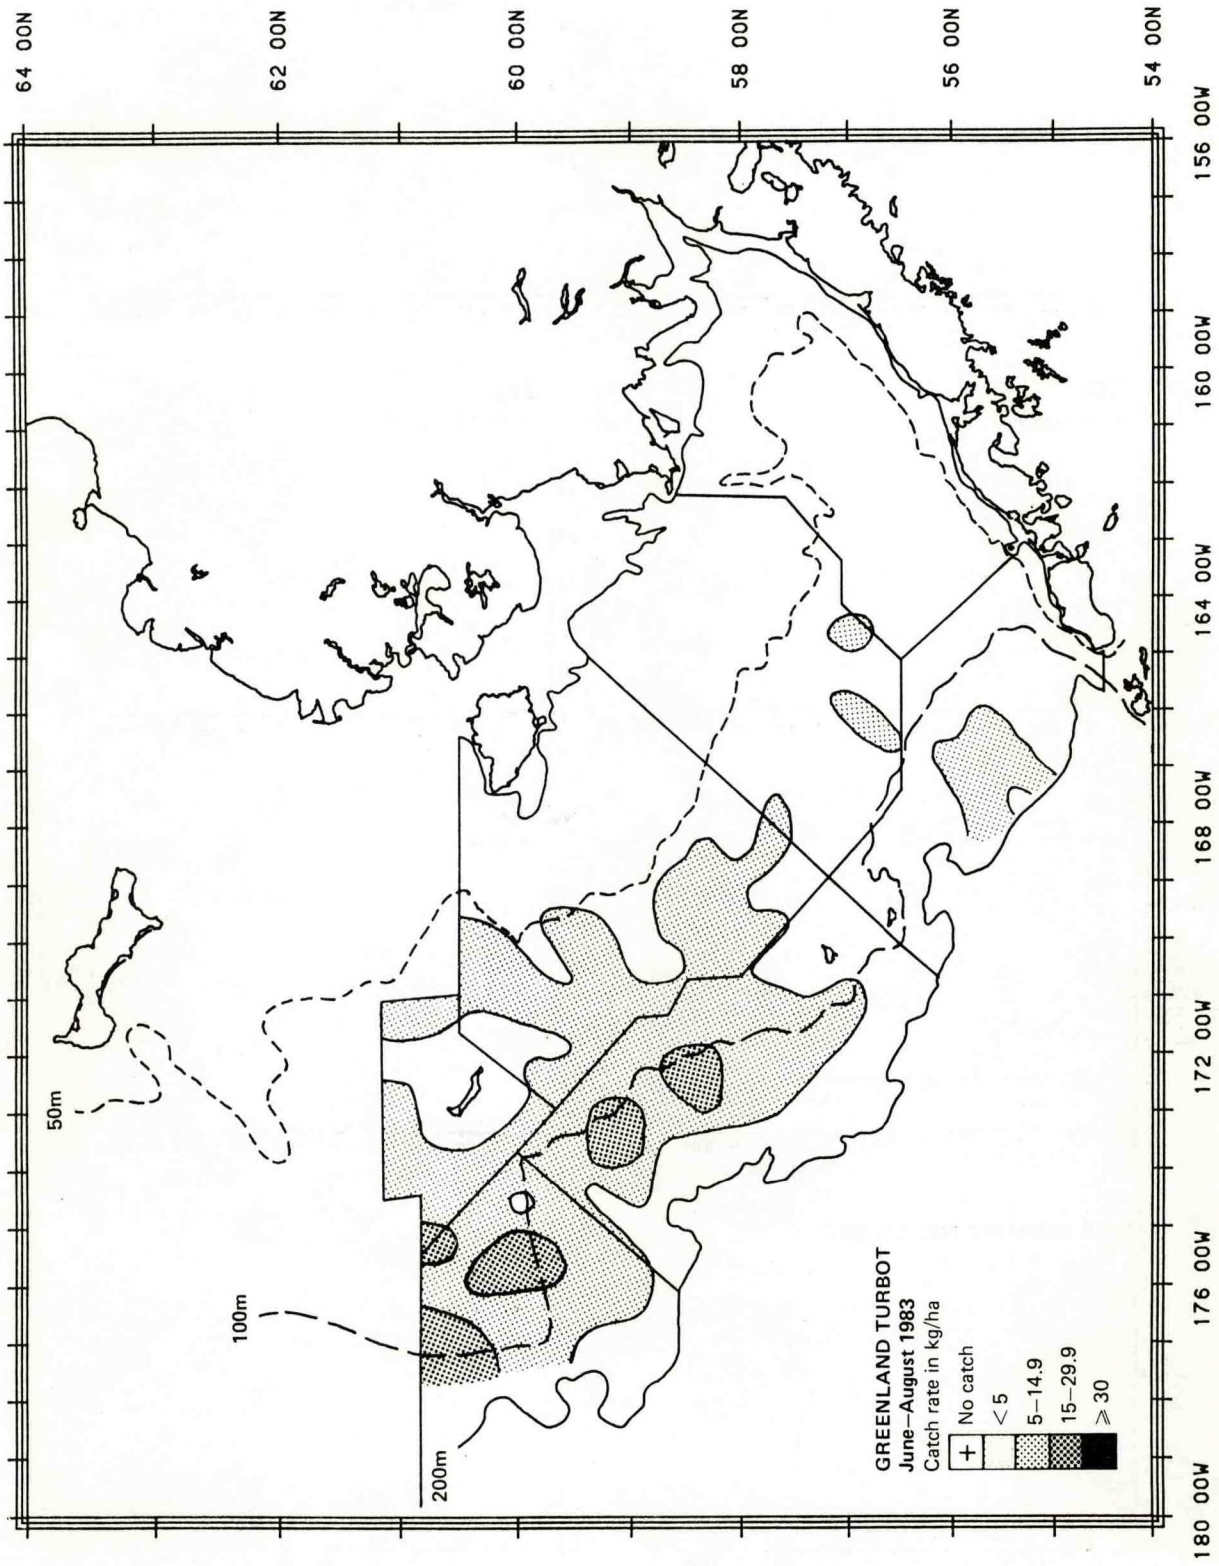 64 00N
62 00N
60 00N
58 00N
56 00N
54 00N
50m
100m
200m
GREENLAND TURBOT
June—August 1983
Catch rate in kg/ha
+ No catch
< 5
5—14.9
15—29.9
⩾ 30
180 00W
176 00W
172 00W
168 00W
164 00W
160 00W
156 00W